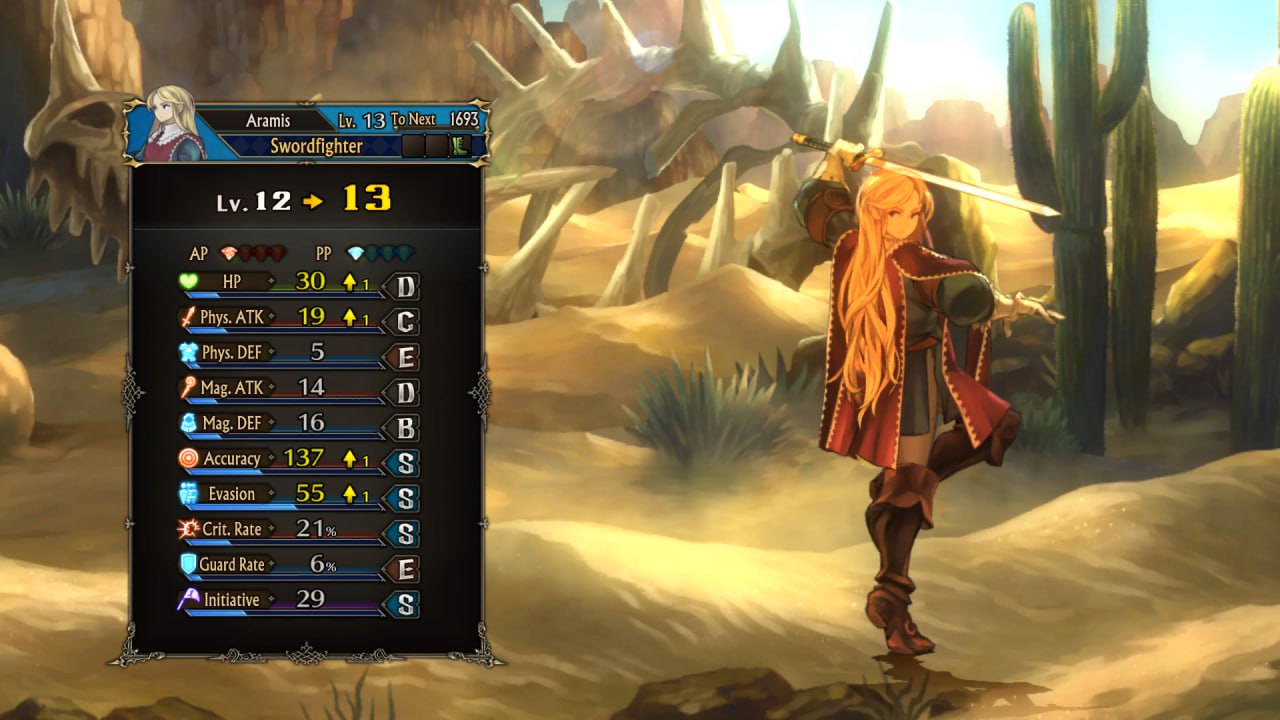 Aramis Lv. 13 To Next 1693
Swordfighter
Lv. 12 13
AP PP
HP 30 1 D
Phys. ATK 19 1 C
Phys. DEF 5 E
Mag. ATK 14 D
Mag. DEF 16 B
Accuracy 137 1 S
Evasion 55 1 S
Crit. Rate 21% S
Guard Rate 6% E
Initiative 29 S